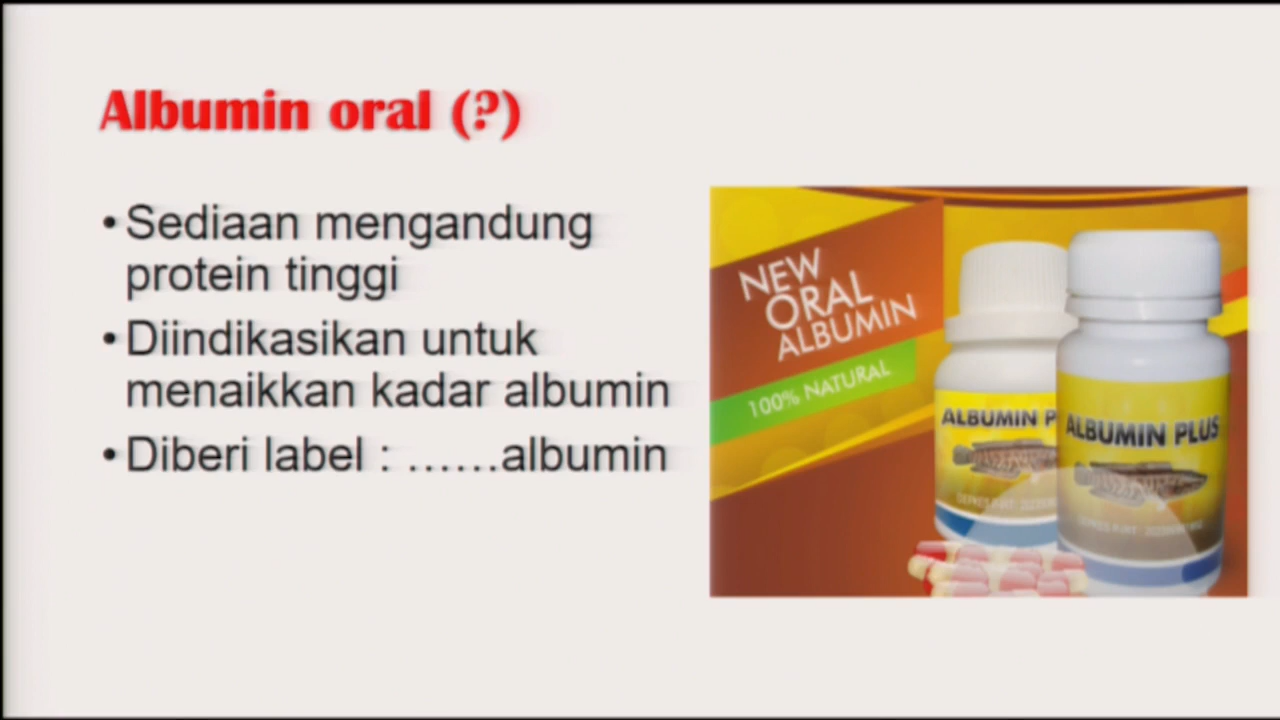 Albumin oral (?)
• Sediaan mengandung
protein tinggi
• Diindikasikan untuk
menaikkan kadar albumin
• Diberi label : ……albumin
NEW
ORAL
ALBUMIN
100% NATURAL
ALBUMIN P
ALBUMIN PLUS